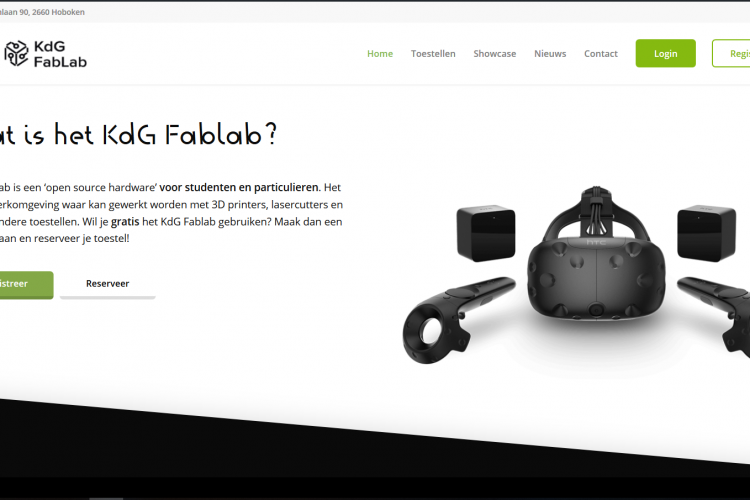 nlaan 90, 2660 Hoboken
KdG
FabLab
Home
Toestellen
Showcase
Nieuws
Contact
Login
Regis
at is het KdG Fablab?
ab is een ‘open source hardware’ voor studenten en particulieren. Het
erkomgeving waar kan gewerkt worden met 3D printers, lasercutters en
ndere toestellen. Wil je gratis het KdG Fablab gebruiken? Maak dan een
aan en reserveer je toestel!
istreer
Reserveer
hTC